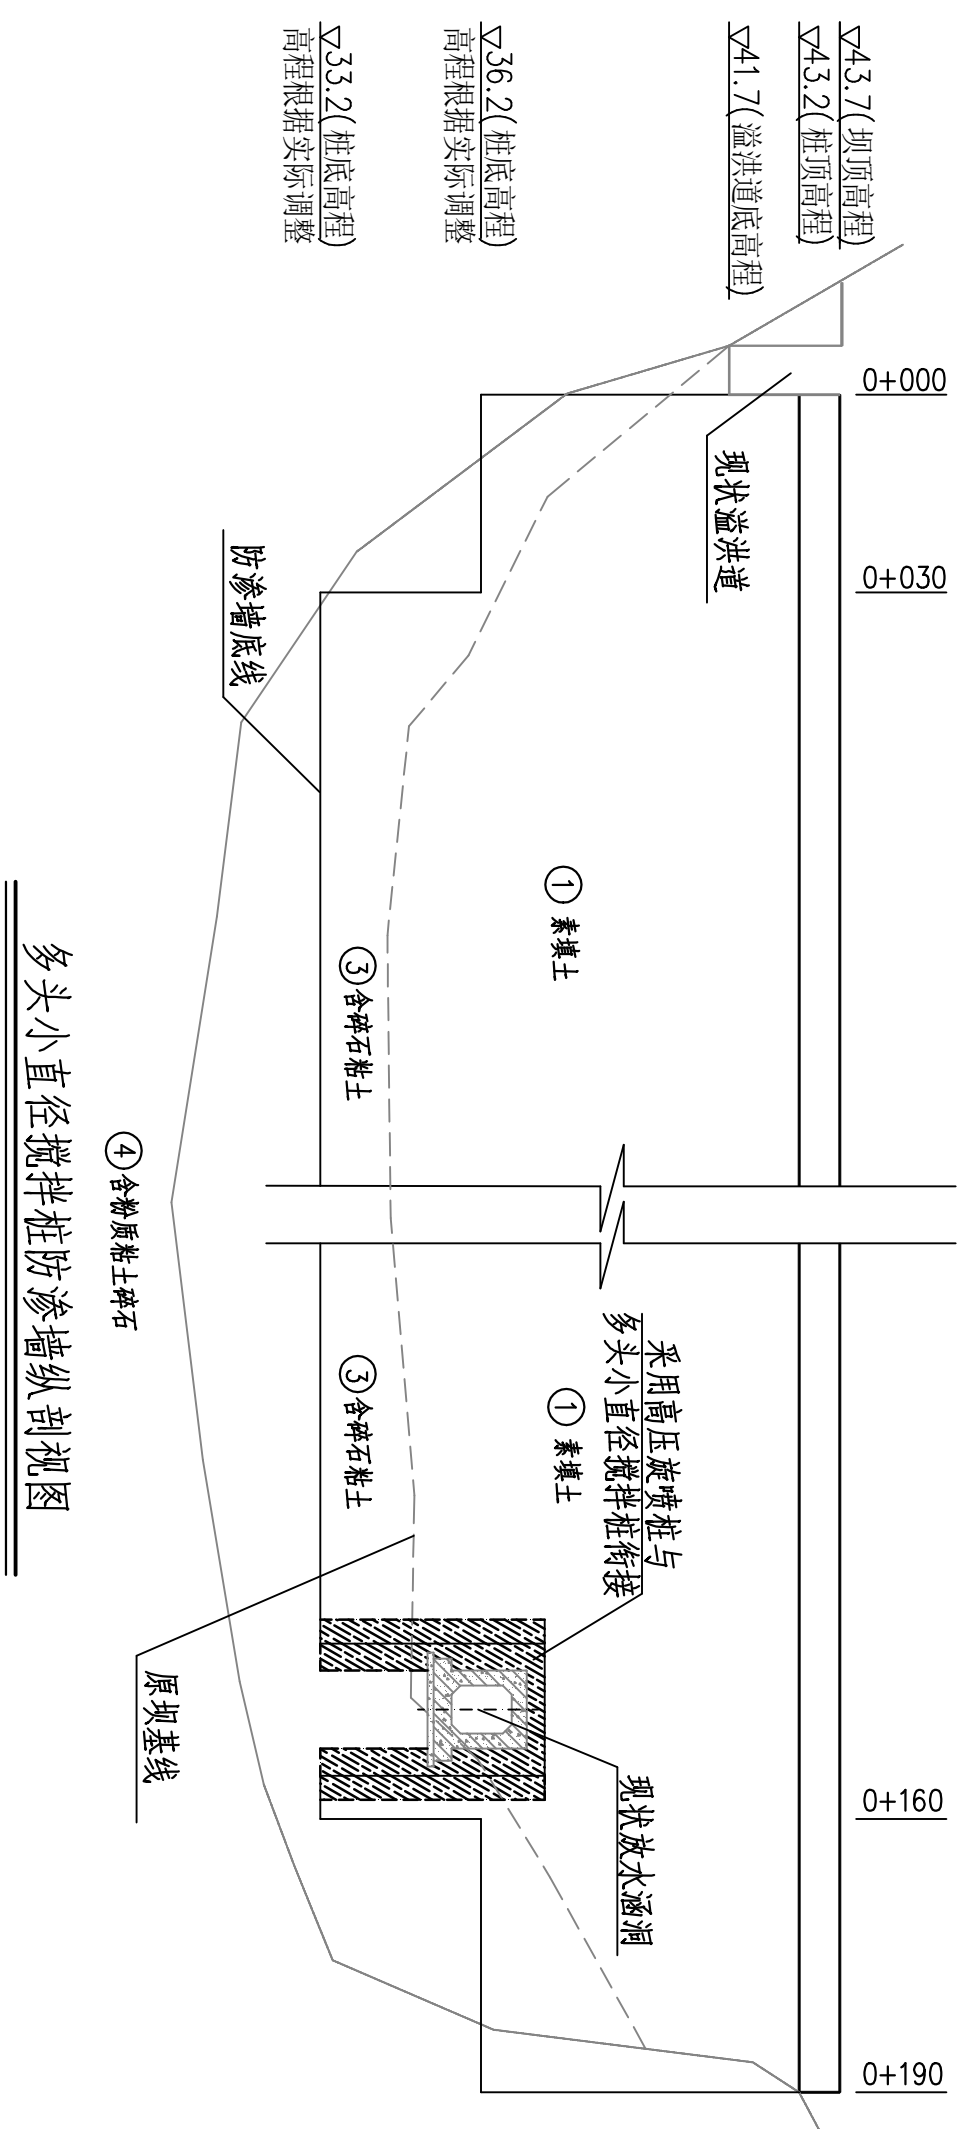 ▽43.7(坝顶高程)
▽43.2(桩顶高程)
▽41.7(溢洪道底高程)
▽36.2(桩底高程)
高程根据实际调整
▽33.2(桩底高程)
高程根据实际调整
0+000
0+030
0+160
0+190
现状溢洪道
防渗墙底线
① 素填土
③含碎石粘土
④含粉质粘土碎石
采用高压旋喷桩与
多头小直径搅拌桩衔接
① 素填土
③含碎石粘土
原坝基线
现状放水涵洞
多头小直径搅拌桩防渗墙纵剖视图